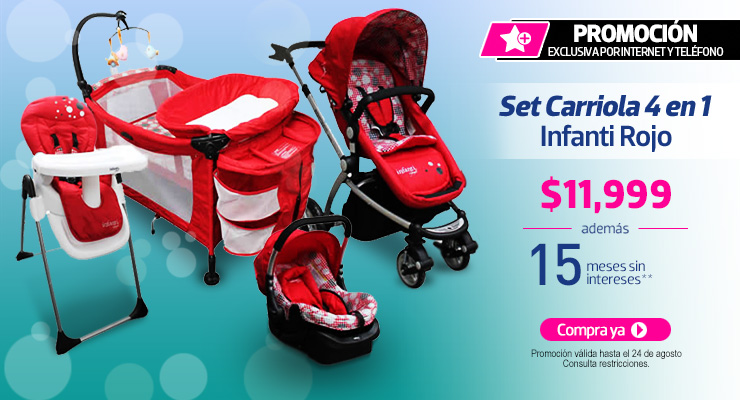 PROMOCIÓN
EXCLUSIVA POR INTERNET Y TELÉFONO
Set Carriola 4 en 1
Infanti Rojo
$11,999
además
15 meses sin
intereses**
Compra ya
Promoción válida hasta el 24 de agosto
Consulta restricciones.
infanti